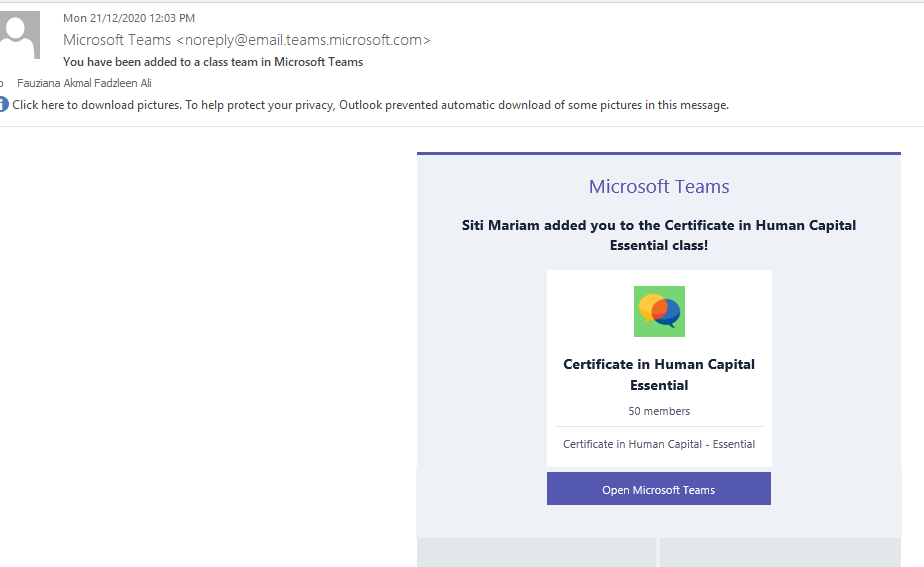 Mon 21/12/2020 12:03 PM
Microsoft Teams <noreply@email.teams.microsoft.com>
You have been added to a class team in Microsoft Teams
Fauziana Akmal Fadzleen Ali
Click here to download pictures. To help protect your privacy, Outlook prevented automatic download of some pictures in this message.
Microsoft Teams
Siti Mariam added you to the Certificate in Human Capital
Essential class!
Certificate in Human Capital
Essential
50 members
Certificate in Human Capital - Essential
Open Microsoft Teams